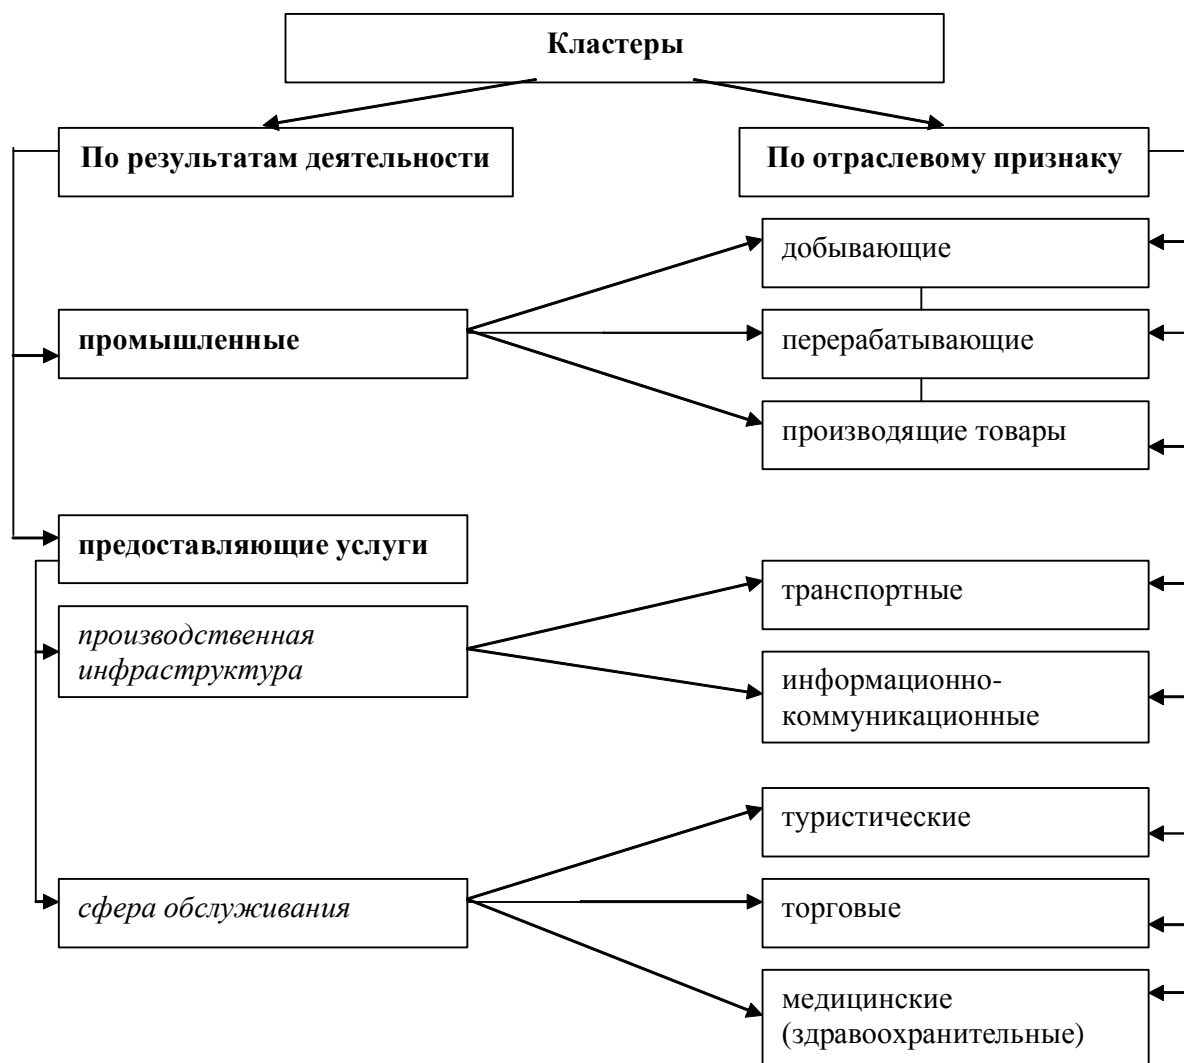 Кластеры
По результатам деятельности
По отраслевому признаку
добывающие
промышленные
перерабатывающие
производящие товары
предоставляющие услуги
транспортные
производственная
инфраструктура
информационно-
коммуникационные
туристические
сфера обслуживания
торговые
медицинские
(здравоохранительные)